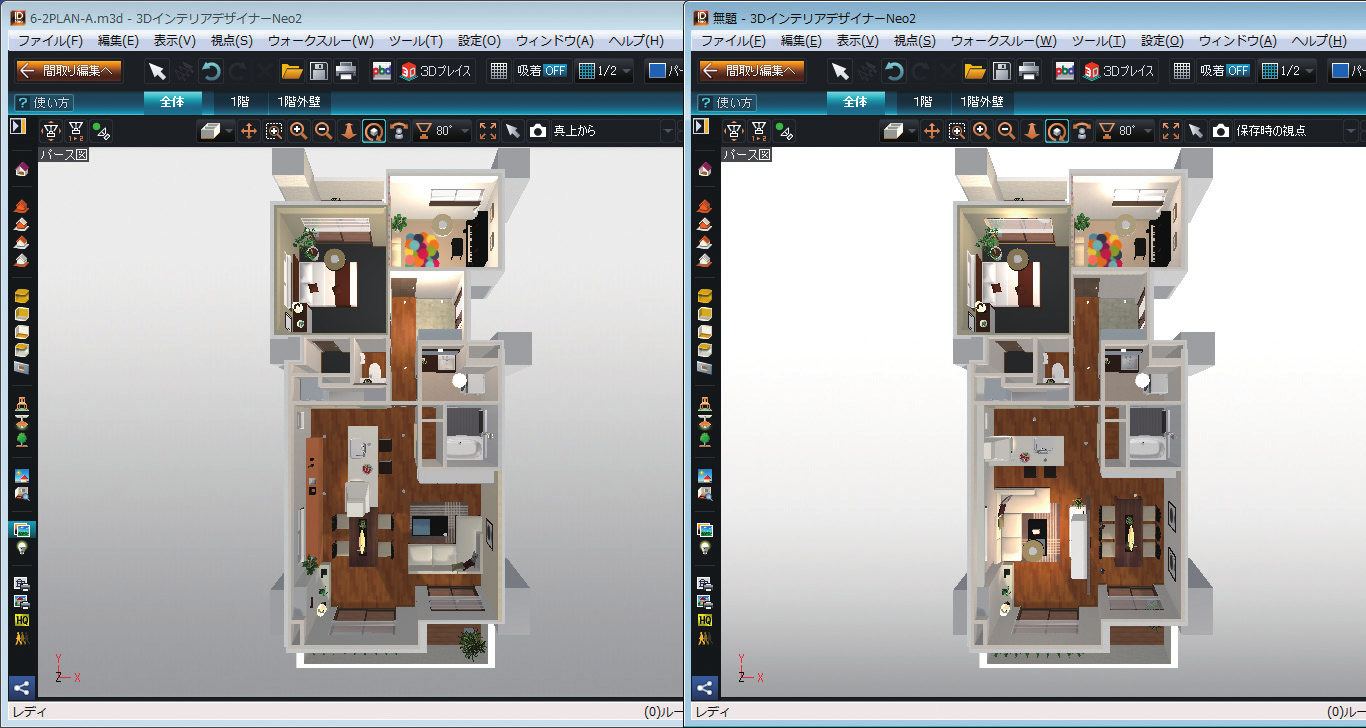 6-2PLAN-A.m3d - 3DインテリアデザイナーNeo2
ファイル(F) 編集(E) 表示(V) 視点(S) ウォークスルー(W) ツール(T) 設定(O) ウィンドウ(A) ヘルプ(H)
間取り編集へ 3Dプレイス 吸着 OFF 1/2 パー
? 使い方 全体 1階 1階外壁
80° 真上から
パース図
HQ
Y
Z X
レディ (0)ルー
無題 - 3DインテリアデザイナーNeo2
ファイル(F) 編集(E) 表示(V) 視点(S) ウォークスルー(W) ツール(T) 設定(O) ウィンドウ(A) ヘルプ(H)
間取り編集へ 3Dプレイス 吸着 OFF 1/2 パー
? 使い方 全体 1階 1階外壁
80° 保存時の視点
パース図
HQ
Y
Z X
レディ (0)ルー